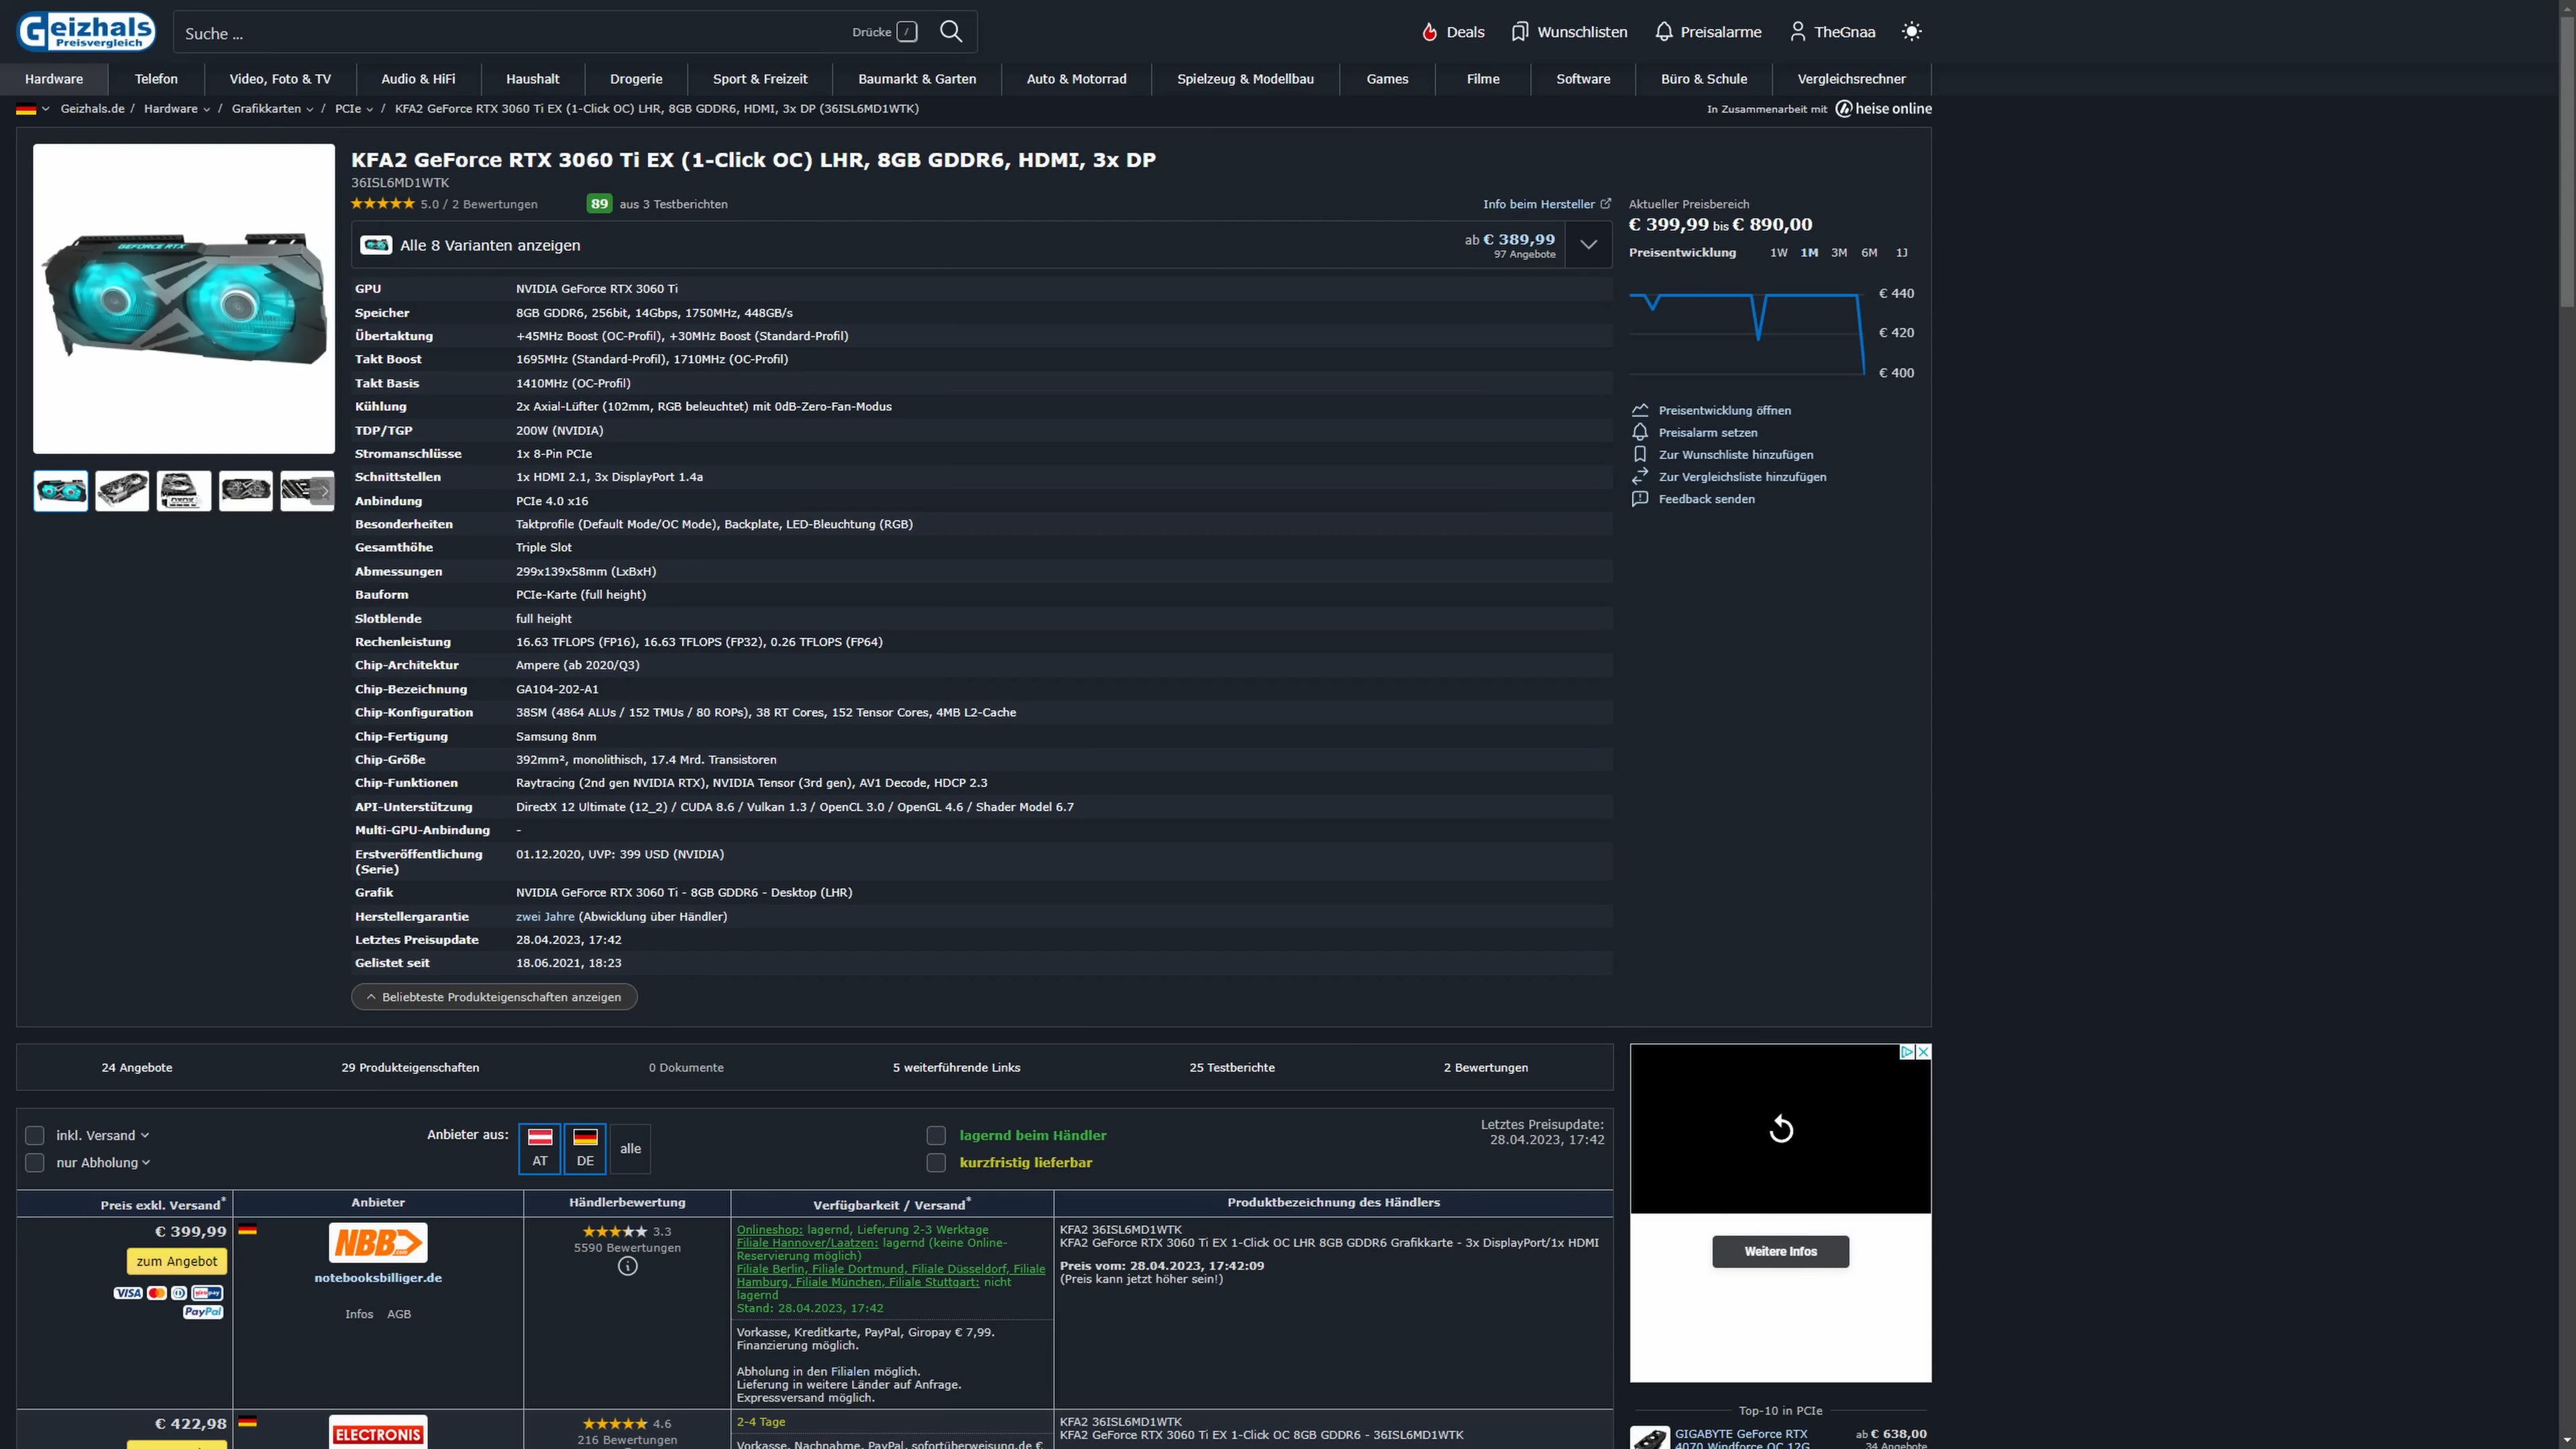 Geizhals
Preisvergleich
Suche ...
Drücke /
Deals
Wunschlisten
Preisalarme
TheGnaa
Hardware
Telefon
Video, Foto & TV
Audio & HiFi
Haushalt
Drogerie
Sport & Freizeit
Baumarkt & Garten
Auto & Motorrad
Spielzeug & Modellbau
Games
Filme
Software
Büro & Schule
Vergleichsrechner
Geizhals.de / Hardware / Grafikkarten / PCIe / KFA2 GeForce RTX 3060 Ti EX (1-Click OC) LHR, 8GB GDDR6, HDMI, 3x DP (36ISL6MD1WTK)
In Zusammenarbeit mit heise online
GEFORCE RTX
KFA2 GeForce RTX 3060 Ti EX (1-Click OC) LHR, 8GB GDDR6, HDMI, 3x DP
36ISL6MD1WTK
5.0 / 2 Bewertungen
89 aus 3 Testberichten
Info beim Hersteller
Alle 8 Varianten anzeigen
ab € 389,99
97 Angebote
GPU NVIDIA GeForce RTX 3060 Ti
Speicher 8GB GDDR6, 256bit, 14Gbps, 1750MHz, 448GB/s
Übertaktung +45MHz Boost (OC-Profil), +30MHz Boost (Standard-Profil)
Takt Boost 1695MHz (Standard-Profil), 1710MHz (OC-Profil)
Takt Basis 1410MHz (OC-Profil)
Kühlung 2x Axial-Lüfter (102mm, RGB beleuchtet) mit 0dB-Zero-Fan-Modus
TDP/TGP 200W (NVIDIA)
Stromanschlüsse 1x 8-Pin PCIe
Schnittstellen 1x HDMI 2.1, 3x DisplayPort 1.4a
Anbindung PCIe 4.0 x16
Besonderheiten Taktprofile (Default Mode/OC Mode), Backplate, LED-Bleuchtung (RGB)
Gesamthöhe Triple Slot
Abmessungen 299x139x58mm (LxBxH)
Bauform PCIe-Karte (full height)
Slotblende full height
Rechenleistung 16.63 TFLOPS (FP16), 16.63 TFLOPS (FP32), 0.26 TFLOPS (FP64)
Chip-Architektur Ampere (ab 2020/Q3)
Chip-Bezeichnung GA104-202-A1
Chip-Konfiguration 38SM (4864 ALUs / 152 TMUs / 80 ROPs), 38 RT Cores, 152 Tensor Cores, 4MB L2-Cache
Chip-Fertigung Samsung 8nm
Chip-Größe 392mm², monolithisch, 17.4 Mrd. Transistoren
Chip-Funktionen Raytracing (2nd gen NVIDIA RTX), NVIDIA Tensor (3rd gen), AV1 Decode, HDCP 2.3
API-Unterstützung DirectX 12 Ultimate (12_2) / CUDA 8.6 / Vulkan 1.3 / OpenCL 3.0 / OpenGL 4.6 / Shader Model 6.7
Multi-GPU-Anbindung -
Erstveröffentlichung 01.12.2020, UVP: 399 USD (NVIDIA)
(Serie)
Grafik NVIDIA GeForce RTX 3060 Ti - 8GB GDDR6 - Desktop (LHR)
Herstellergarantie zwei Jahre (Abwicklung über Händler)
Letztes Preisupdate 28.04.2023, 17:42
Gelistet seit 18.06.2021, 18:23
Beliebteste Produkteigenschaften anzeigen
Aktueller Preisbereich
€ 399,99 bis € 890,00
Preisentwicklung 1W 1M 3M 6M 1J
€ 440
€ 420
€ 400
Preisentwicklung öffnen
Preisalarm setzen
Zur Wunschliste hinzufügen
Zur Vergleichsliste hinzufügen
Feedback senden
24 Angebote
29 Produkteigenschaften
0 Dokumente
5 weiterführende Links
25 Testberichte
2 Bewertungen
inkl. Versand
nur Abholung
Anbieter aus:
AT
DE
alle
lagernd beim Händler
kurzfristig lieferbar
Letztes Preisupdate:
28.04.2023, 17:42
Preis exkl. Versand*
Anbieter
Händlerbewertung
Verfügbarkeit / Versand*
Produktbezeichnung des Händlers
€ 399,99
zum Angebot
VISA
giropay
PayPal
NBB.com
notebooksbilliger.de
Infos AGB
3.3
5590 Bewertungen
Onlineshop: lagernd, Lieferung 2-3 Werktage
Filiale Hannover/Laatzen: lagernd (keine Online-
Reservierung möglich)
Filiale Berlin, Filiale Dortmund, Filiale Düsseldorf, Filiale
Hamburg, Filiale München, Filiale Stuttgart: nicht
lagernd
Stand: 28.04.2023, 17:42
Vorkasse, Kreditkarte, PayPal, Giropay € 7,99.
Finanzierung möglich.
Abholung in den Filialen möglich.
Lieferung in weitere Länder auf Anfrage.
Expressversand möglich.
KFA2 36ISL6MD1WTK
KFA2 GeForce RTX 3060 Ti EX 1-Click OC LHR 8GB GDDR6 Grafikkarte - 3x DisplayPort/1x HDMI
Preis vom: 28.04.2023, 17:42:09
(Preis kann jetzt höher sein!)
€ 422,98
ELECTRONIS
4.6
216 Bewertungen
2-4 Tage
Vorkasse, Nachnahme, PayPal, sofortüberweisung.de €
KFA2 36ISL6MD1WTK
KFA2 GeForce RTX 3060 Ti EX 1-Click OC 8GB GDDR6 - 36ISL6MD1WTK
Weitere Infos
Top-10 in PCIe
GIGABYTE GeForce RTX
4070 Windforce OC 12G
ab € 638,00
34 Angebote